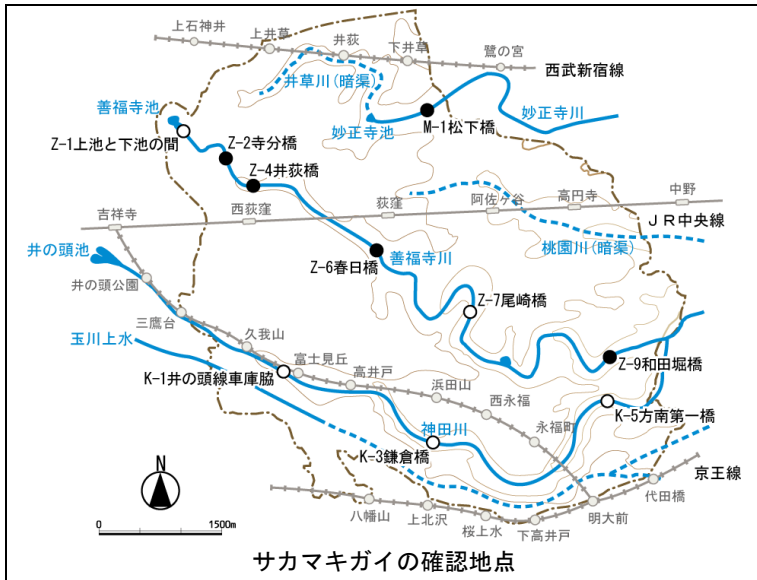 上石神井
上井草
井荻
下井草
鷺の宮
西武新宿線
井草川(暗渠)
善福寺池
妙正寺池
M-1松下橋
妙正寺川
Z-1上池と下池の間
Z-2寺分橋
Z-4井荻橋
吉祥寺
西荻窪
荻窪
阿佐ヶ谷
高円寺
中野
JR中央線
井の頭池
Z-6春日橋
善福寺川
桃園川(暗渠)
井の頭公園
Z-7尾崎橋
三鷹台
玉川上水
久我山
富士見丘
高井戸
Z-9和田堀橋
K-1井の頭線車庫脇
浜田山
西永福
K-5方南第一橋
神田川
永福町
K-3鎌倉橋
京王線
N
代田橋
0 1500m
八幡山
上北沢
桜上水
下高井戸
明大前
サカマキガイの確認地点